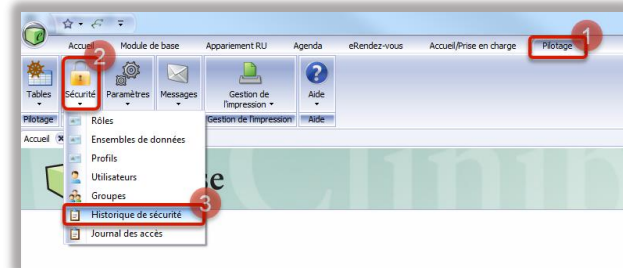 Accueil Module de base Appariement RU Agenda eRendez-vous Accueil/Prise en charge Pilotage
1
2
Tables Sécurité Paramètres Messages Gestion de l'impression Aide
Pilotage Gestion de l'impression Aide
Accueil
Rôles
Ensembles de données
Profils
Utilisateurs
Groupes
Historique de sécurité
3
Journal des accès
se
Clinib